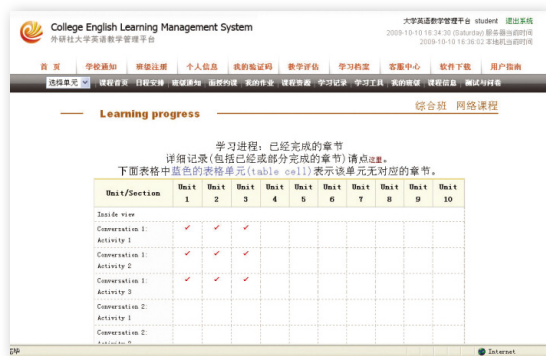 College English Learning Management System
外研社大学英语教学管理平台
大学英语教学管理平台 student 退出系统
2009-10-10 16:34:30 (Saturday) 服务器当前时间
2009-10-10 16:36:02 本地机当前时间
首 页 学校通知 班级注册 个人信息 我的验证码 教学评估 学习档案 客服中心 软件下载 用户指南
选择单元 课程首页 日程安排 班级通知 面授约课 我的作业 课程资源 学习记录 学习工具 我的班级 课程信息 测试与问卷
综合班 网络课程
Learning progress
学习进程：已经完成的章节
详细记录(包括已经或部分完成的章节)请点这里。
下面表格中蓝色的表格单元(table cell)表示该单元无对应的章节。
Unit/Section Unit 1 Unit 2 Unit 3 Unit 4 Unit 5 Unit 6 Unit 7 Unit 8 Unit 9 Unit 10
Inside view
Conversation 1: Activity 1 ✓ ✓ ✓
Conversation 1: Activity 2 ✓ ✓ ✓
Conversation 1: Activity 3 ✓ ✓ ✓
Conversation 2: Activity 1
Conversation 2:
Internet